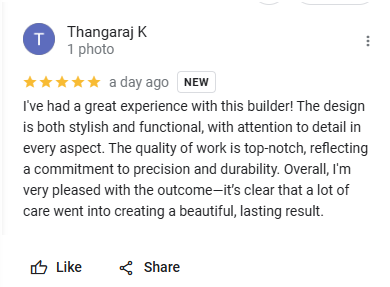 T
Thangaraj K
1 photo
a day ago NEW
I've had a great experience with this builder! The design
is both stylish and functional, with attention to detail in
every aspect. The quality of work is top-notch, reflecting
a commitment to precision and durability. Overall, I'm
very pleased with the outcome—it's clear that a lot of
care went into creating a beautiful, lasting result.
Like Share